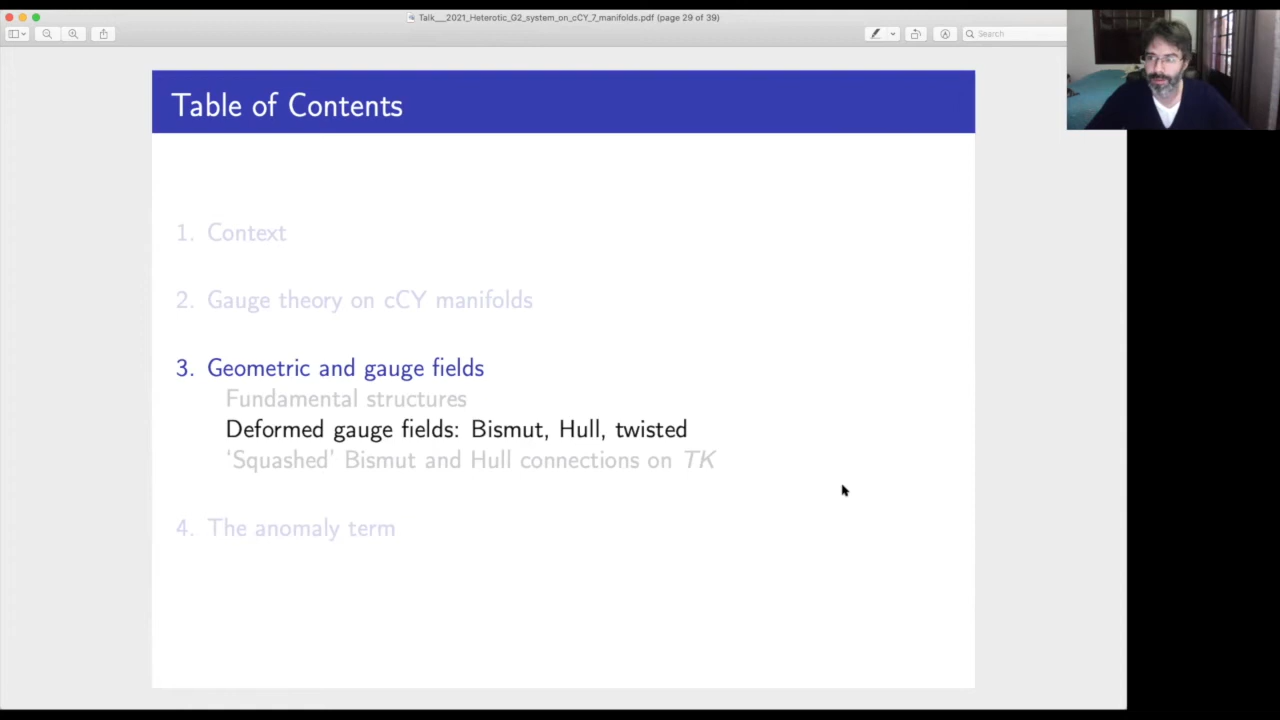 Talk__2021_Heterotic_G2_system_on_cCY_7_manifolds.pdf (page 29 of 39)
Search
Table of Contents
1. Context
2. Gauge theory on cCY manifolds
3. Geometric and gauge fields
Fundamental structures
Deformed gauge fields: Bismut, Hull, twisted
‘Squashed’ Bismut and Hull connections on TK
4. The anomaly term